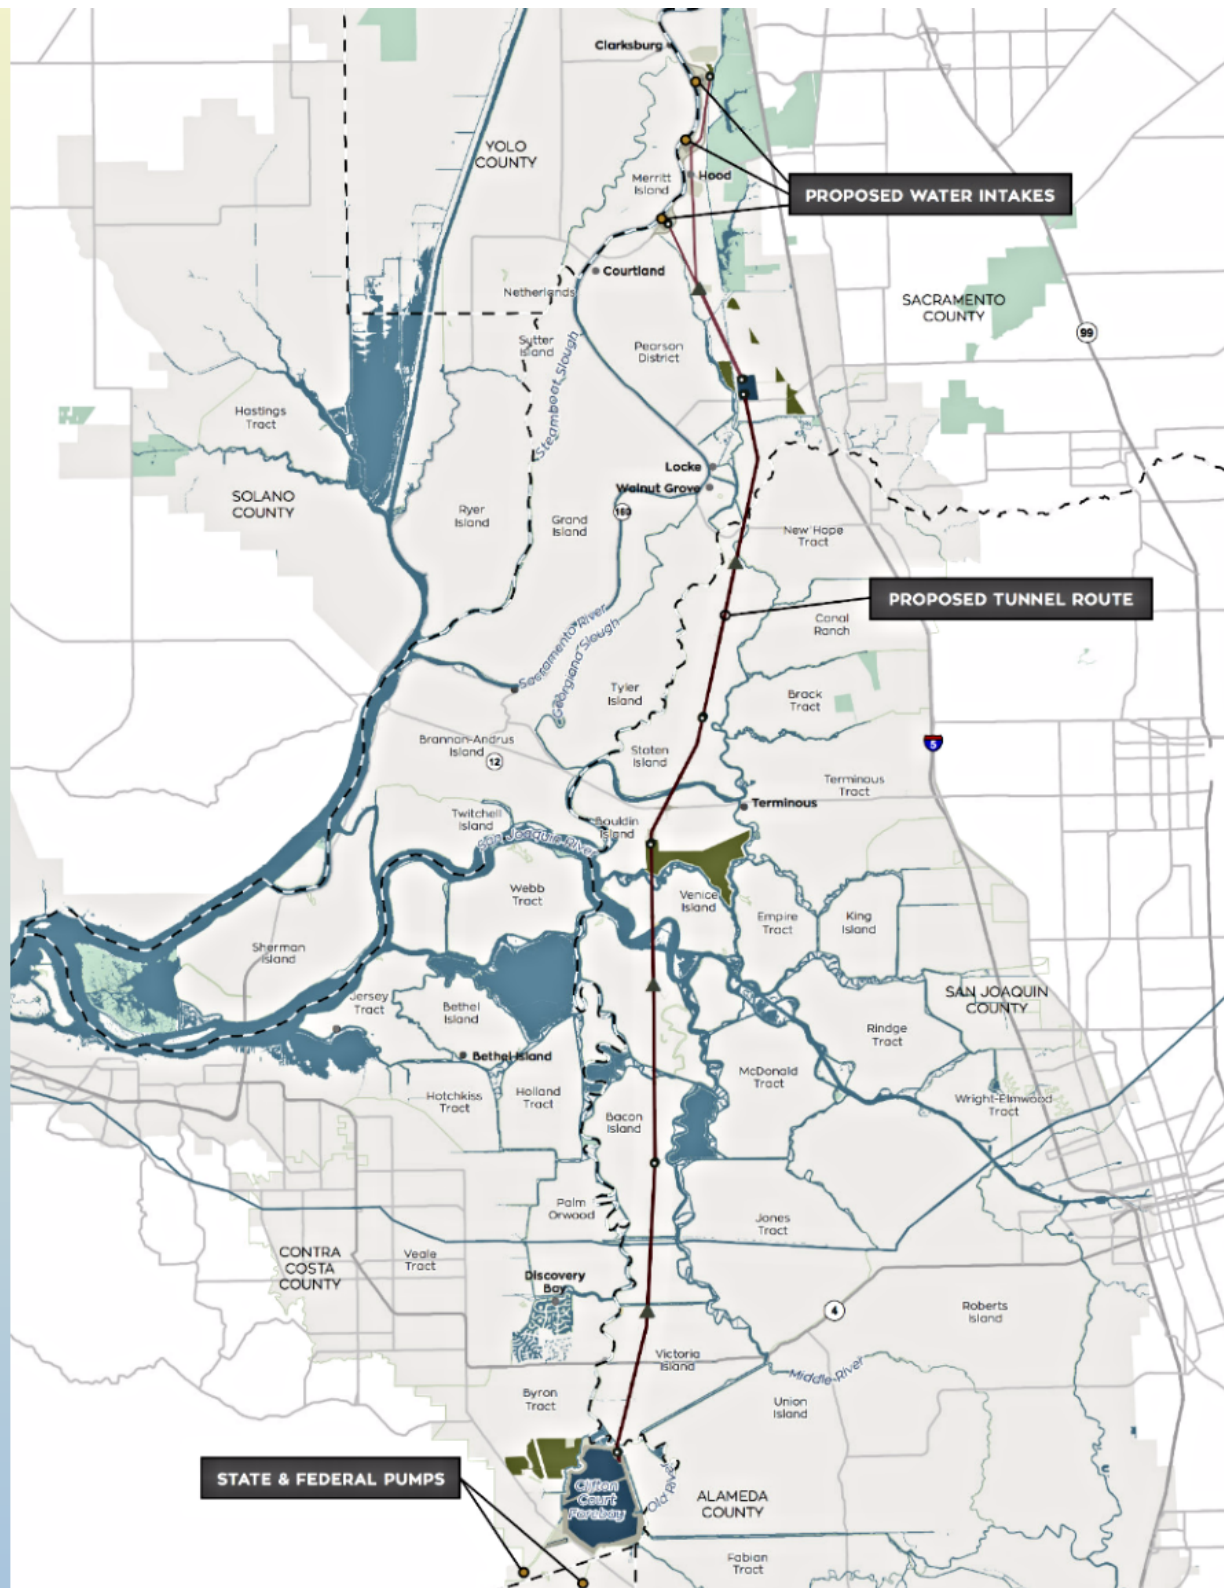 Clarksburg
YOLO
COUNTY
Merritt
Island
Hood
PROPOSED WATER INTAKES
Courtland
Netherlands
SACRAMENTO
COUNTY
99
Sutter
Island
Steamboat Slough
Pearson
District
Hastings
Tract
Locke
Walnut Grove
SOLANO
COUNTY
Ryer
Island
Grand
Island
160
New Hope
Tract
PROPOSED TUNNEL ROUTE
Canal
Ranch
Sacramento River
Georgiana Slough
Tyler
Island
Brack
Tract
Brannan-Andrus
Island
12
Staten
Island
5
Terminous
Tract
Terminous
Twitchell
Island
Bouldin
Island
San Joaquin River
Webb
Tract
Venice
Island
Empire
Tract
King
Island
Sherman
Island
Jersey
Tract
Bethel
Island
SAN JOAQUIN
COUNTY
Rindge
Tract
Bethel Island
McDonald
Tract
Hotchkiss
Tract
Holland
Tract
Bacon
Island
Wright-Elmwood
Tract
Palm
Orwood
Jones
Tract
CONTRA
COSTA
COUNTY
Veale
Tract
Discovery
Bay
4
Roberts
Island
Victoria
Island
Middle River
Byron
Tract
Union
Island
STATE & FEDERAL PUMPS
Clifton
Court
Forebay
Old River
ALAMEDA
COUNTY
Fabian
Tract